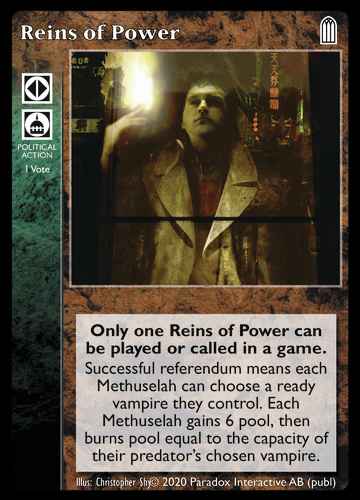 Reins of Power
POLITICAL
ACTION
1 Vote
Only one Reins of Power can
be played or called in a game.
Successful referendum means each
Methuselah can choose a ready
vampire they control. Each
Methuselah gains 6 pool, then
burns pool equal to the capacity of
their predator's chosen vampire.
Illus: Christopher Shy© 2020 Paradox Interactive AB (publ)